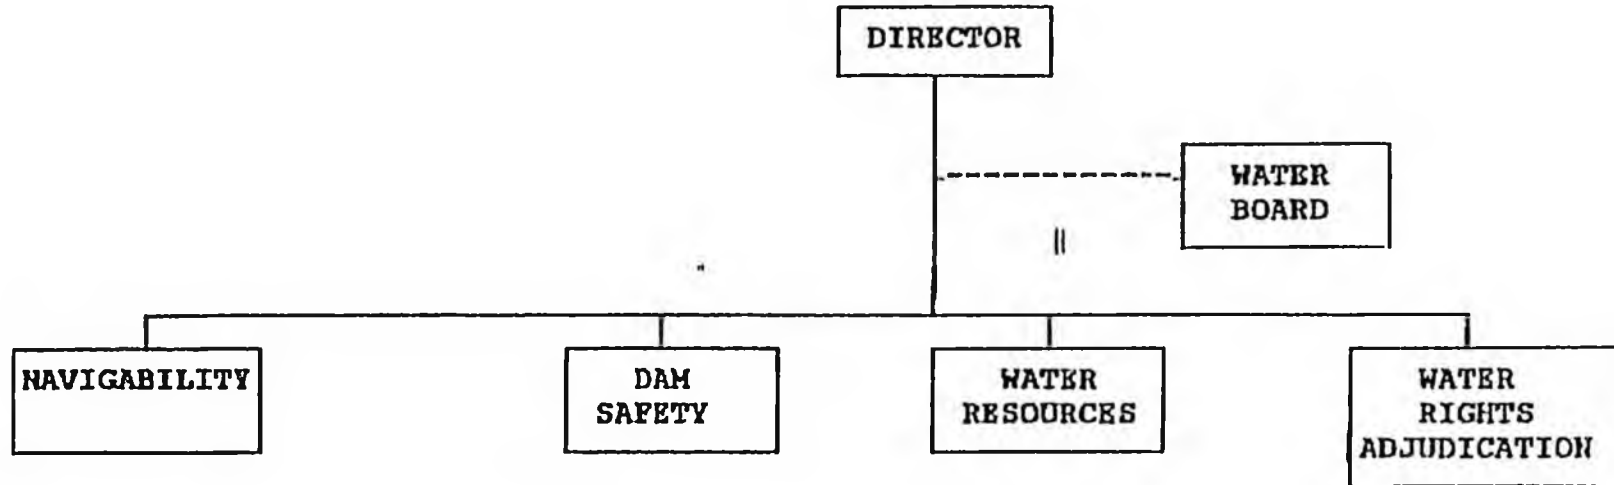 DIRECTOR
WATER
BOARD
NAVIGABILITY
DAM
SAFETY
WATER
RESOURCES
WATER
RIGHTS
ADJUDICATION